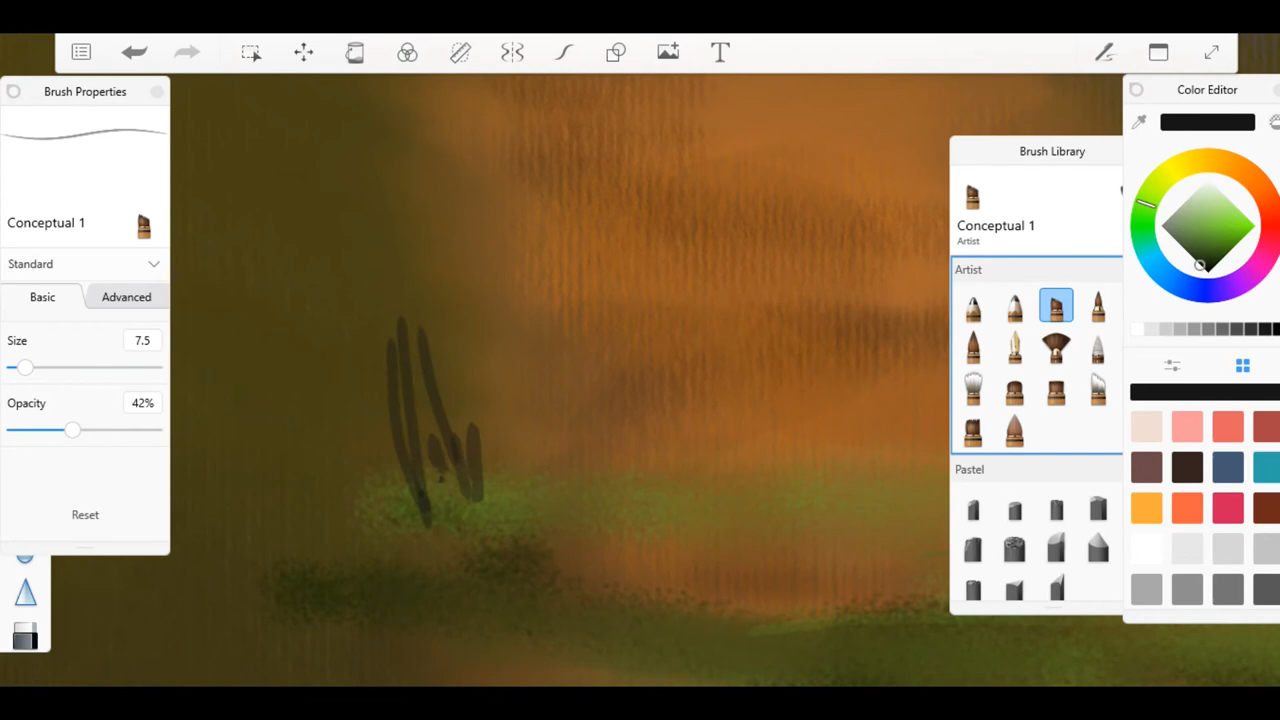 T
Brush Properties
Conceptual 1
Standard
Basic
Advanced
Size
7.5
Opacity
42%
Reset
Brush Library
Conceptual 1
Artist
Artist
Pastel
Color Editor